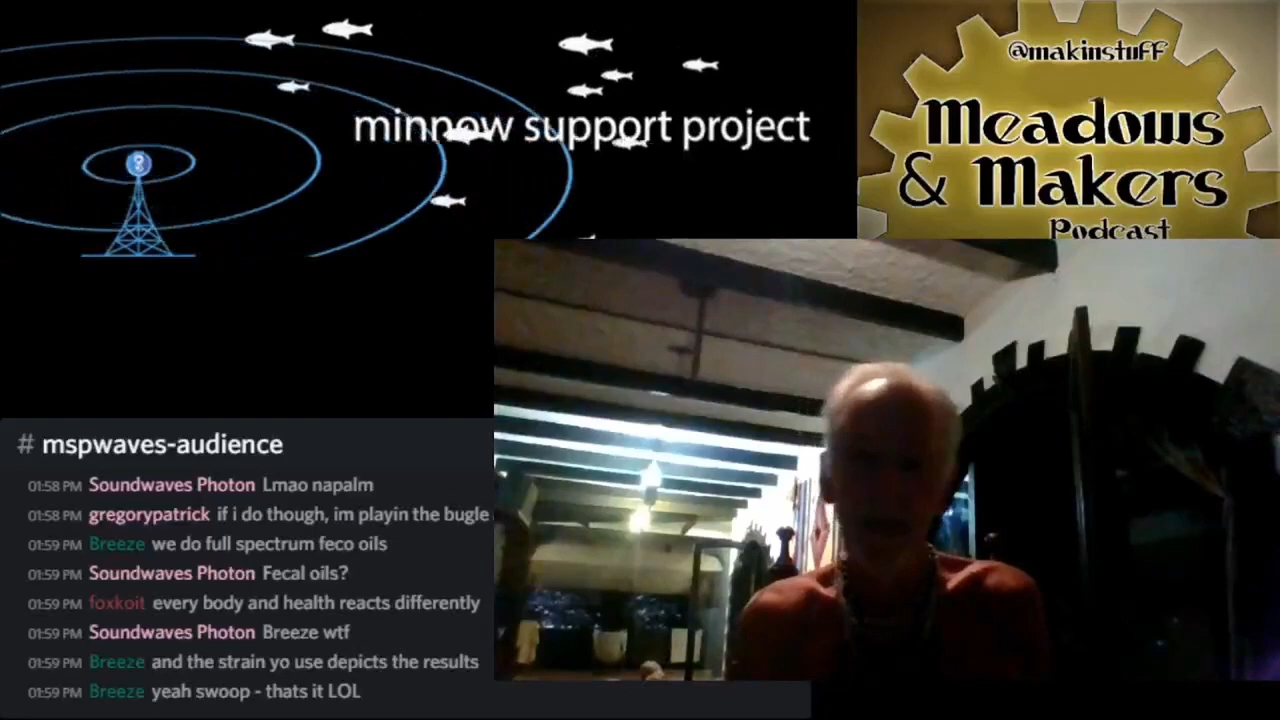 minnow support project
@makinstuff
Meadows
& Makers
Podcast
# mspwaves-audience
01:58 PM Soundwaves Photon Lmao napalm
01:58 PM gregorypatrick if i do though, im playin the bugle
01:59 PM Breeze we do full spectrum feco oils
01:59 PM Soundwaves Photon Fecal oils?
01:59 PM foxkoit every body and health reacts differently
01:59 PM Soundwaves Photon Breeze wtf
01:59 PM Breeze and the strain yo use depicts the results
01:59 PM Breeze yeah swoop - thats it LOL